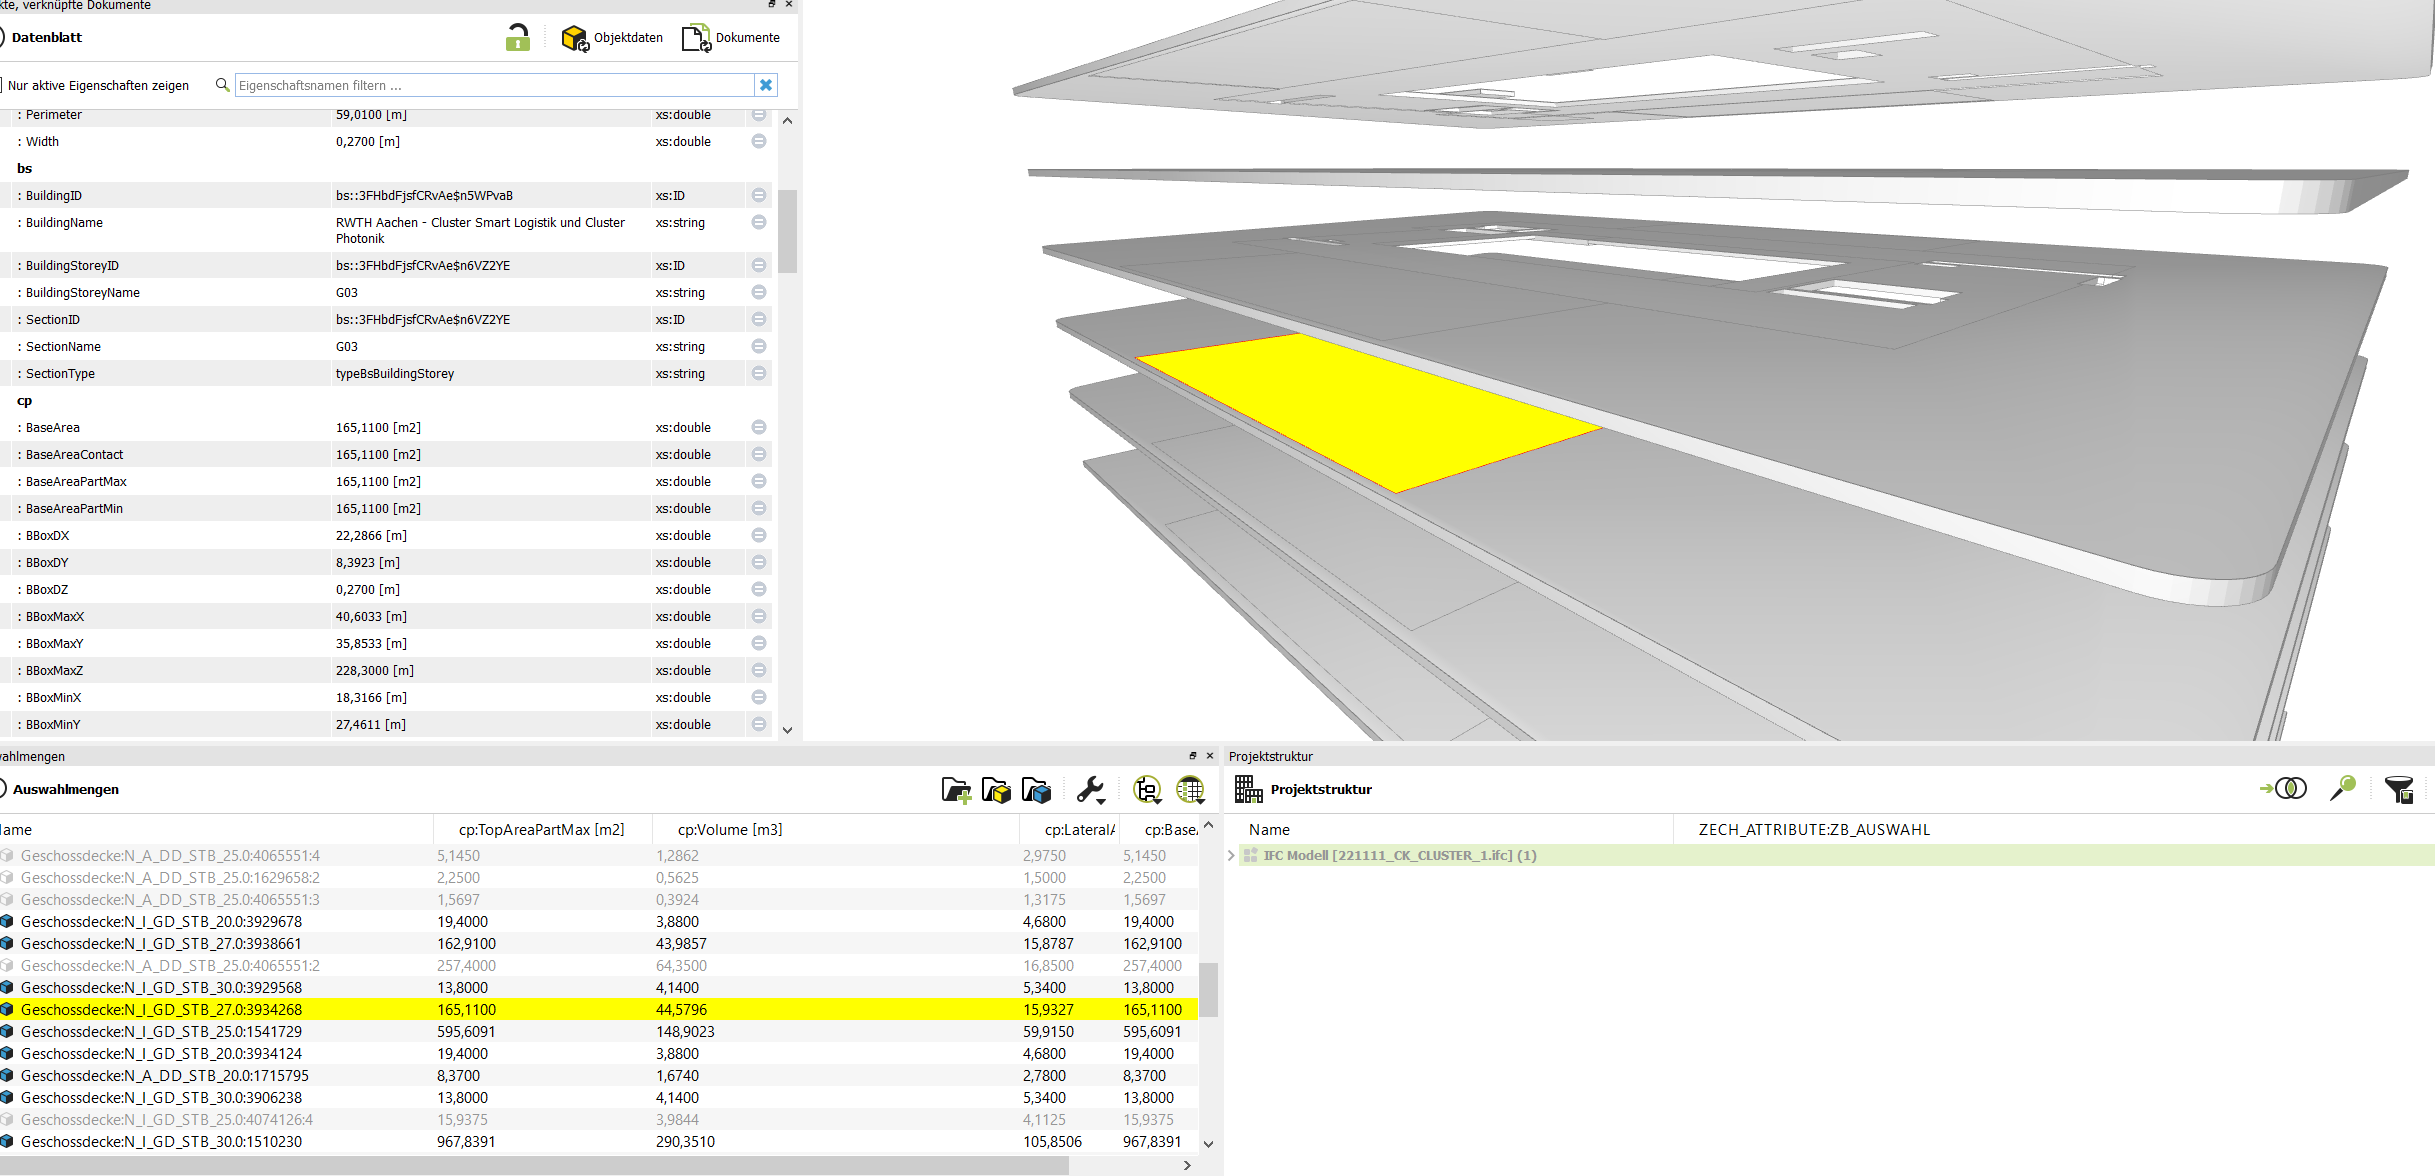 kte, verknüpfte Dokumente
Datenblatt
Objektdaten
Dokumente
Nur aktive Eigenschaften zeigen
Eigenschaftsnamen filtern ...
: Perimeter 59,0100 [m] xs:double
: Width 0,2700 [m] xs:double
bs
: BuildingID bs::3FHbdFjsfCRvAe$n5WPvaB xs:ID
: BuildingName RWTH Aachen - Cluster Smart Logistik und Cluster xs:string
Photonik
: BuildingStoreyID bs::3FHbdFjsfCRvAe$n6VZ2YE xs:ID
: BuildingStoreyName G03 xs:string
: SectionID bs::3FHbdFjsfCRvAe$n6VZ2YE xs:ID
: SectionName G03 xs:string
: SectionType typeBsBuildingStorey xs:string
cp
: BaseArea 165,1100 [m2] xs:double
: BaseAreaContact 165,1100 [m2] xs:double
: BaseAreaPartMax 165,1100 [m2] xs:double
: BaseAreaPartMin 165,1100 [m2] xs:double
: BBoxDX 22,2866 [m] xs:double
: BBoxDY 8,3923 [m] xs:double
: BBoxDZ 0,2700 [m] xs:double
: BBoxMaxX 40,6033 [m] xs:double
: BBoxMaxY 35,8533 [m] xs:double
: BBoxMaxZ 228,3000 [m] xs:double
: BBoxMinX 18,3166 [m] xs:double
: BBoxMinY 27,4611 [m] xs:double
vahlmengen
Auswahlmengen
ame cp:TopAreaPartMax [m2] cp:Volume [m3] cp:LateralA cp:BaseA
Geschossdecke:N_A_DD_STB_25.0:4065551:4 5,1450 1,2862 2,9750 5,1450
Geschossdecke:N_A_DD_STB_25.0:1629658:2 2,2500 0,5625 1,5000 2,2500
Geschossdecke:N_A_DD_STB_25.0:4065551:3 1,5697 0,3924 1,3175 1,5697
Geschossdecke:N_I_GD_STB_20.0:3929678 19,4000 3,8800 4,6800 19,4000
Geschossdecke:N_I_GD_STB_27.0:3938661 162,9100 43,9857 15,8787 162,9100
Geschossdecke:N_A_DD_STB_25.0:4065551:2 257,4000 64,3500 16,8500 257,4000
Geschossdecke:N_I_GD_STB_30.0:3929568 13,8000 4,1400 5,3400 13,8000
Geschossdecke:N_I_GD_STB_27.0:3934268 165,1100 44,5796 15,9327 165,1100
Geschossdecke:N_I_GD_STB_25.0:1541729 595,6091 148,9023 59,9150 595,6091
Geschossdecke:N_I_GD_STB_20.0:3934124 19,4000 3,8800 4,6800 19,4000
Geschossdecke:N_A_DD_STB_20.0:1715795 8,3700 1,6740 2,7800 8,3700
Geschossdecke:N_I_GD_STB_30.0:3906238 13,8000 4,1400 5,3400 13,8000
Geschossdecke:N_I_GD_STB_25.0:4074126:4 15,9375 3,9844 4,1125 15,9375
Geschossdecke:N_I_GD_STB_30.0:1510230 967,8391 290,3510 105,8506 967,8391
Projektstruktur
Projektstruktur
Name ZECH_ATTRIBUTE:ZB_AUSWAHL
IFC Modell [221111_CK_CLUSTER_1.ifc] (1)